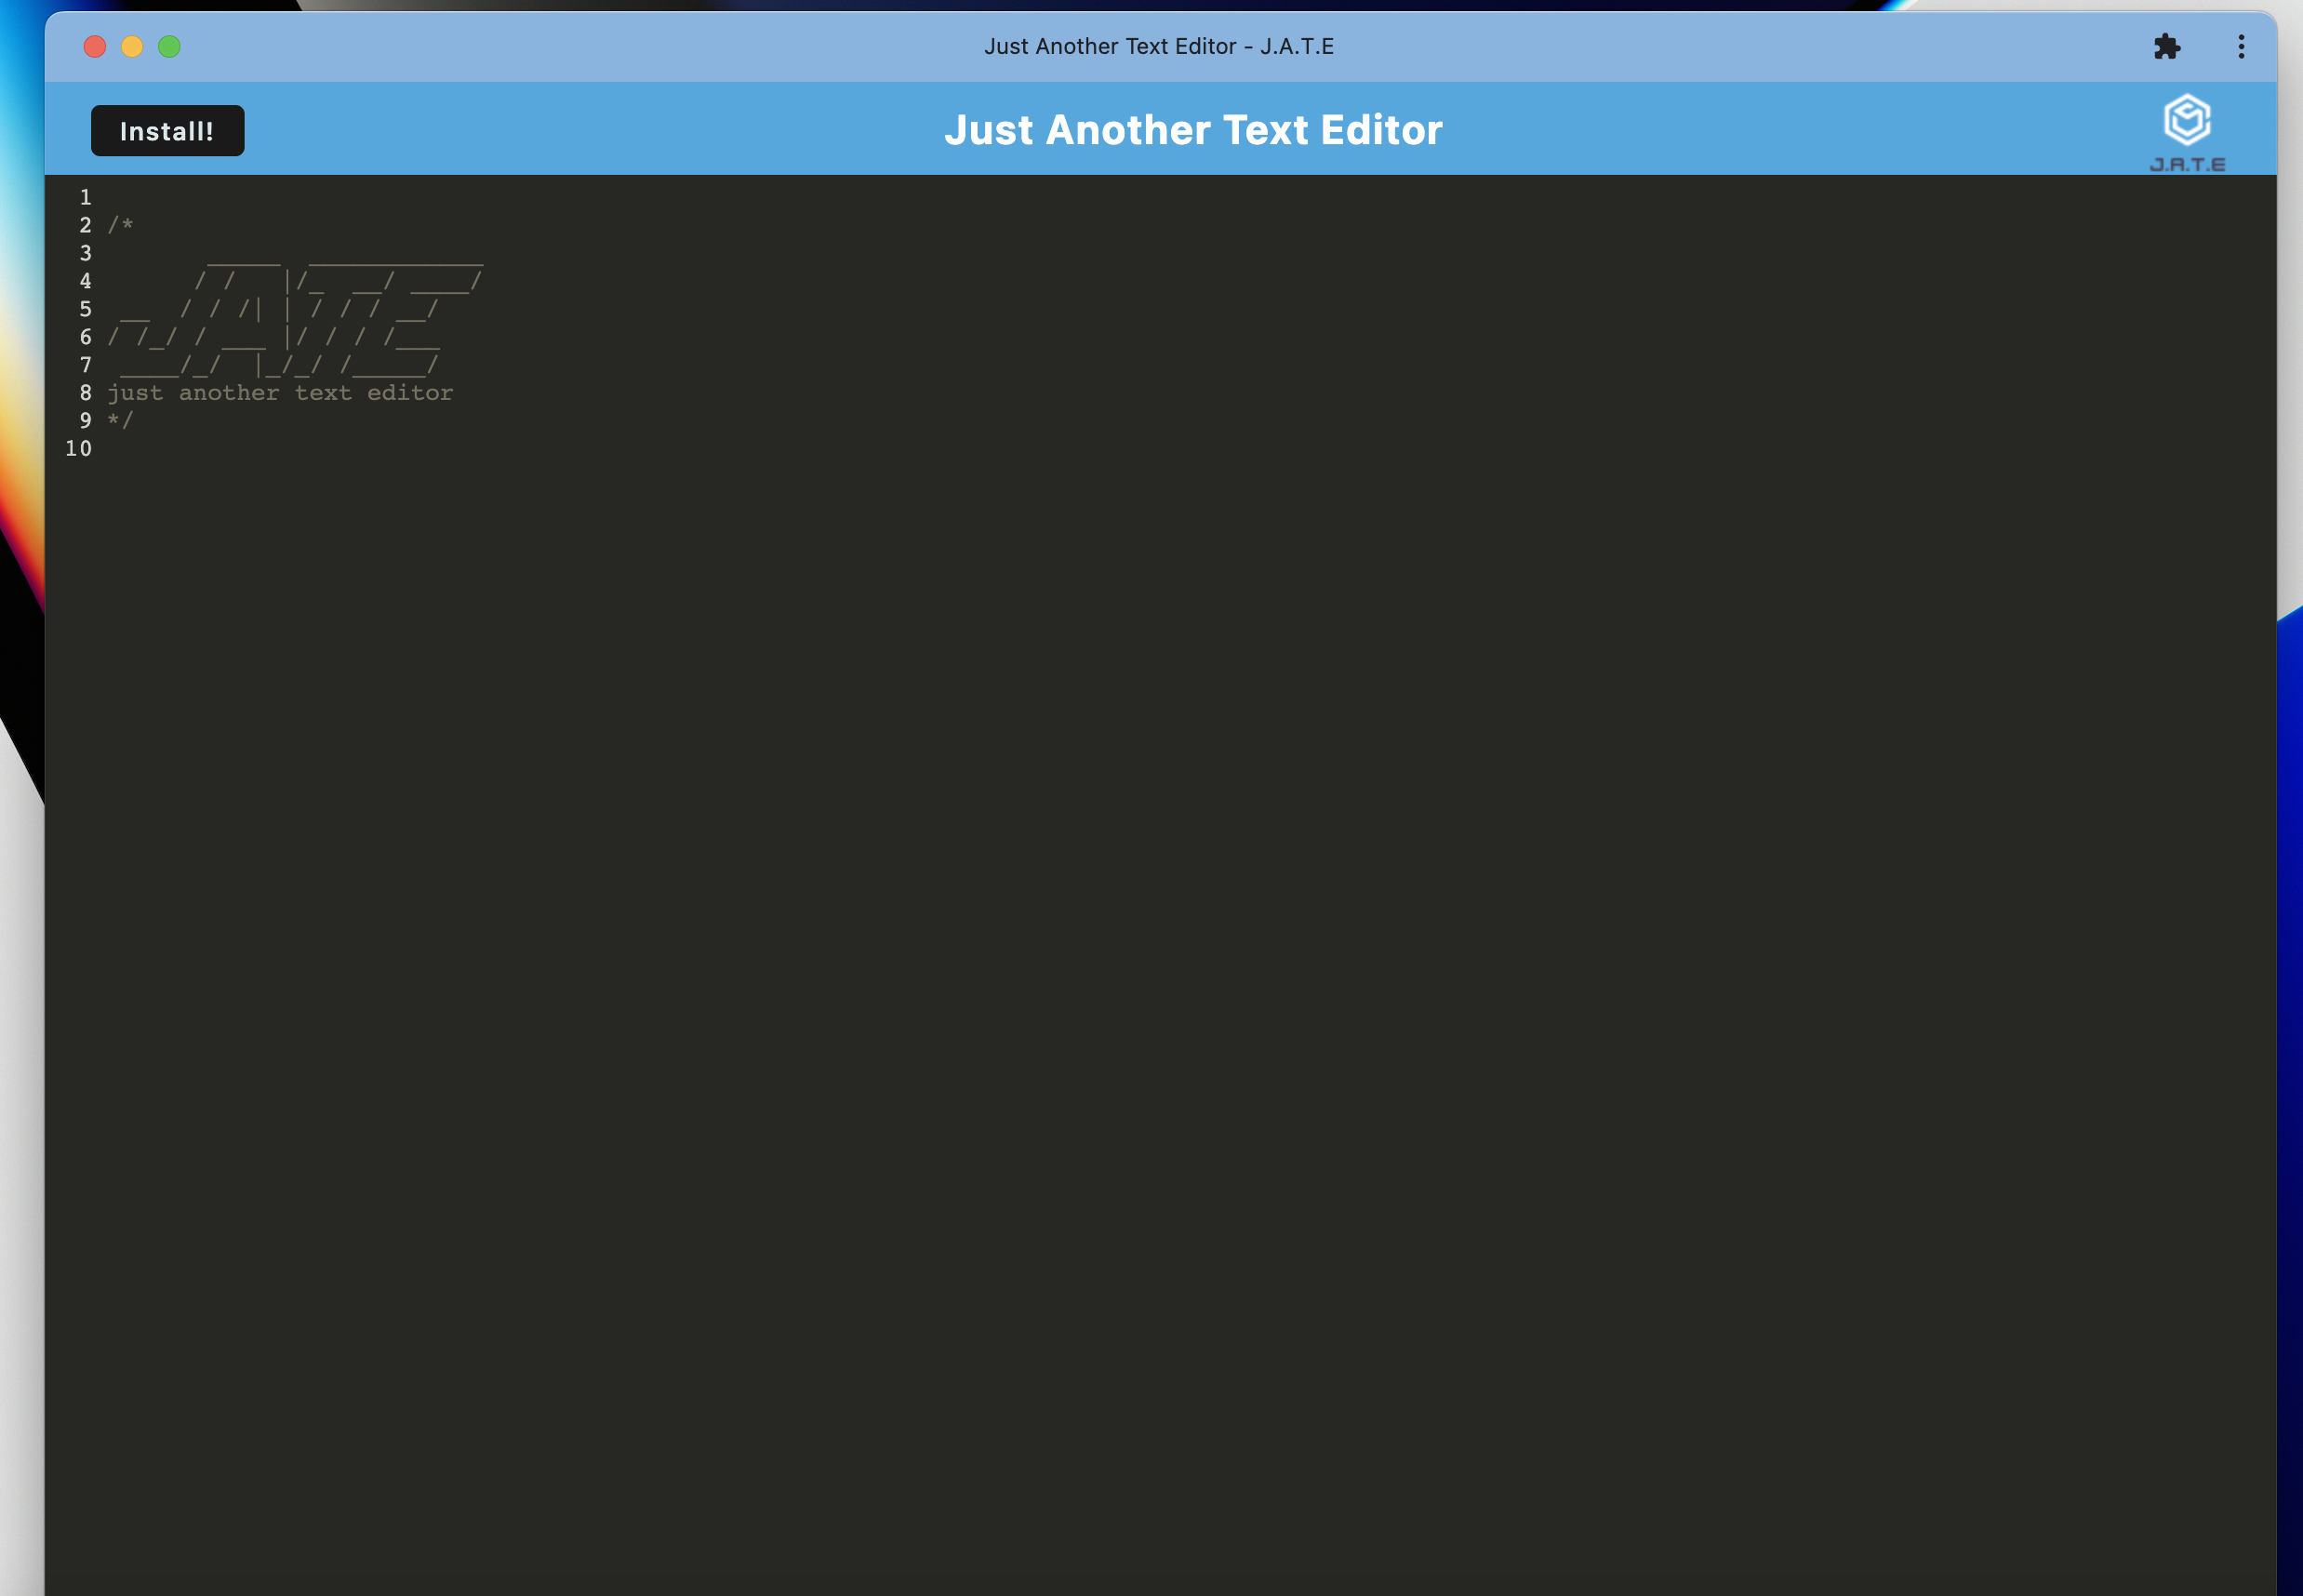 Just Another Text Editor - J.A.T.E
Install!
Just Another Text Editor
J.A.T.E
1
2 /*
3        _____  ____________
4       / /   |/_  __/ ____/
5  __  / / /| | / / / __/
6 / /_/ / ___ |/ / / /___
7  ____/_/  |_/_/ /_____/
8 just another text editor
9 */
10